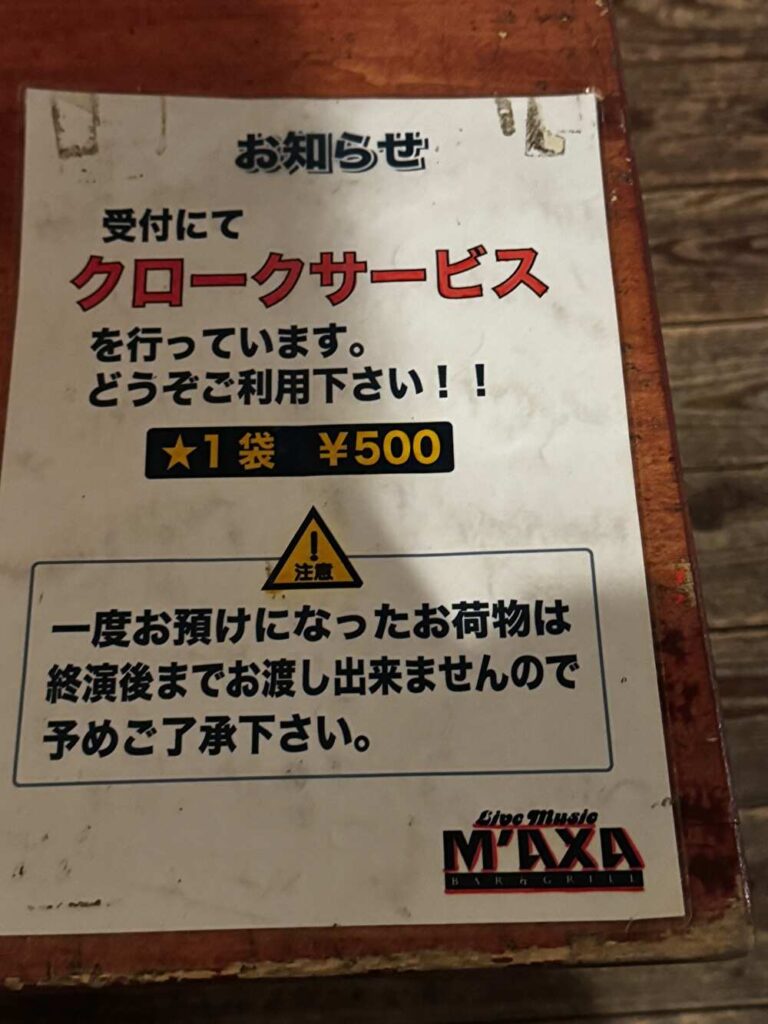 お知らせ
受付にて
クロークサービス
を行っています。
どうぞご利用下さい！！
★1袋 ¥500
注意
一度お預けになったお荷物は
終演後までお渡し出来ませんので
予めご了承下さい。
Live Music
M'AXA
BAR & GRILL